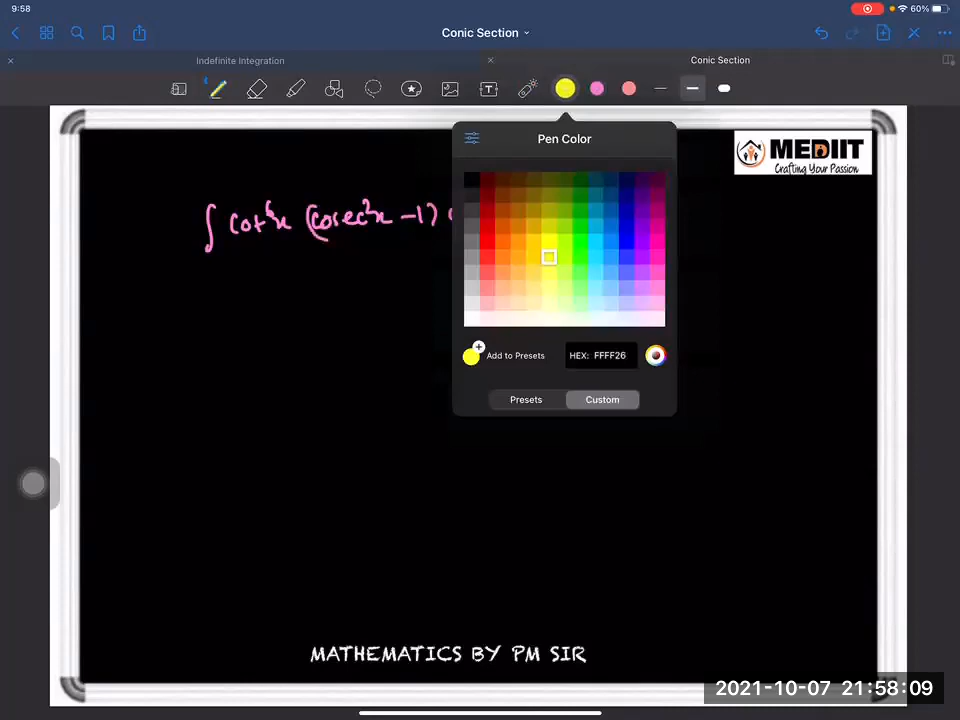 9:58
60%
Conic Section
Indefinite Integration
Conic Section
T
Pen Color
MEDIIT
Crafting Your Passion
∫ cot⁶x (cosec²x −1)
Add to Presets
HEX: FFFF26
Presets
Custom
MATHEMATICS BY PM SIR
2021-10-07 21:58:09